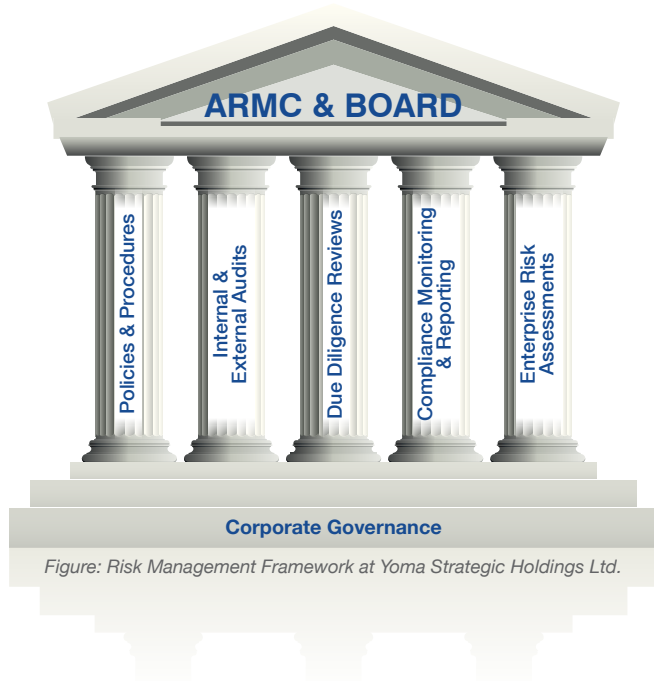 ARMC & BOARD
Policies & Procedures
Internal &
External Audits
Due Diligence Reviews
Compliance Monitoring
& Reporting
Enterprise Risk
Assessments
Corporate Governance
Figure: Risk Management Framework at Yoma Strategic Holdings Ltd.